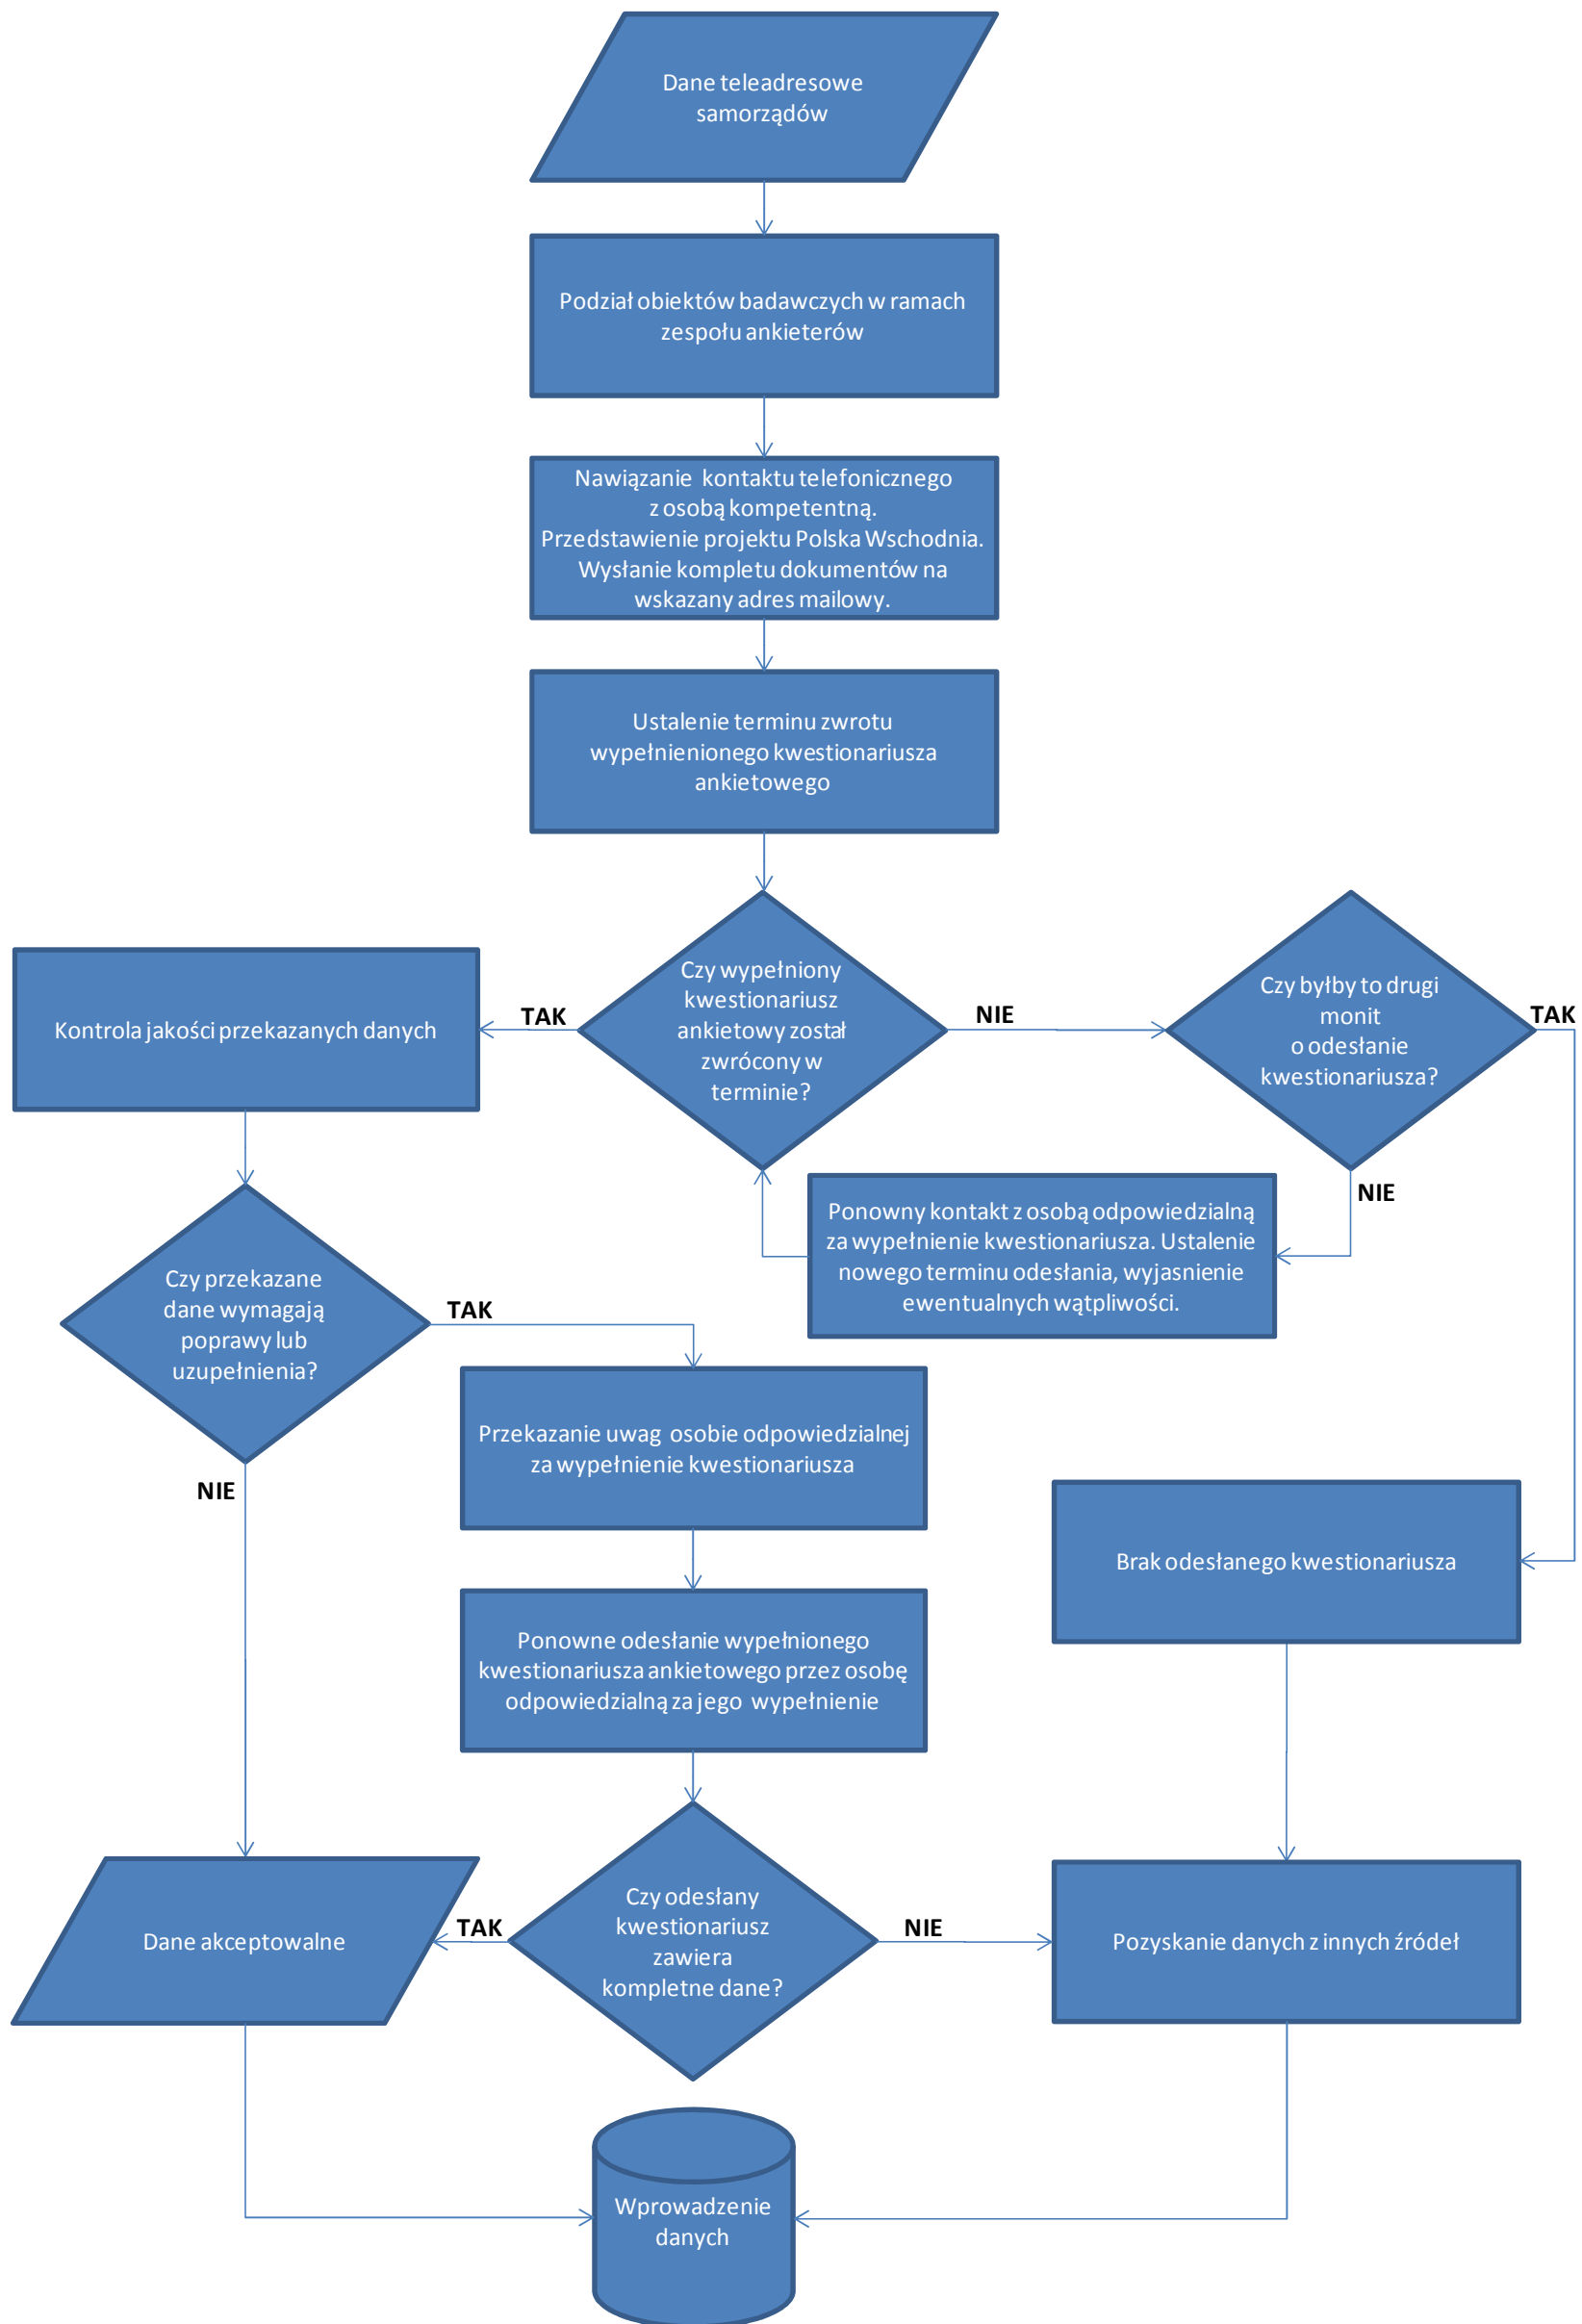 Dane teleadresowe
samorządów
Podział obiektów badawczych w ramach
zespołu ankieterów
Nawiązanie kontaktu telefonicznego
z osobą kompetentną.
Przedstawienie projektu Polska Wschodnia.
Wysłanie kompletu dokumentów na
wskazany adres mailowy.
Ustalenie terminu zwrotu
wypełnienionego kwestionariusza
ankietowego
Czy wypełniony
kwestionariusz
ankietowy został
zwrócony w
terminie?
TAK
NIE
Kontrola jakości przekazanych danych
Czy byłby to drugi
monit
o odesłanie
kwestionariusza?
TAK
NIE
Ponowny kontakt z osobą odpowiedzialną
za wypełnienie kwestionariusza. Ustalenie
nowego terminu odesłania, wyjasnienie
ewentualnych wątpliwości.
Czy przekazane
dane wymagają
poprawy lub
uzupełnienia?
TAK
NIE
Przekazanie uwag osobie odpowiedzialnej
za wypełnienie kwestionariusza
Brak odesłanego kwestionariusza
Ponowne odesłanie wypełnionego
kwestionariusza ankietowego przez osobę
odpowiedzialną za jego wypełnienie
Czy odesłany
kwestionariusz
zawiera
kompletne dane?
TAK
NIE
Dane akceptowalne
Pozyskanie danych z innych źródeł
Wprowadzenie
danych